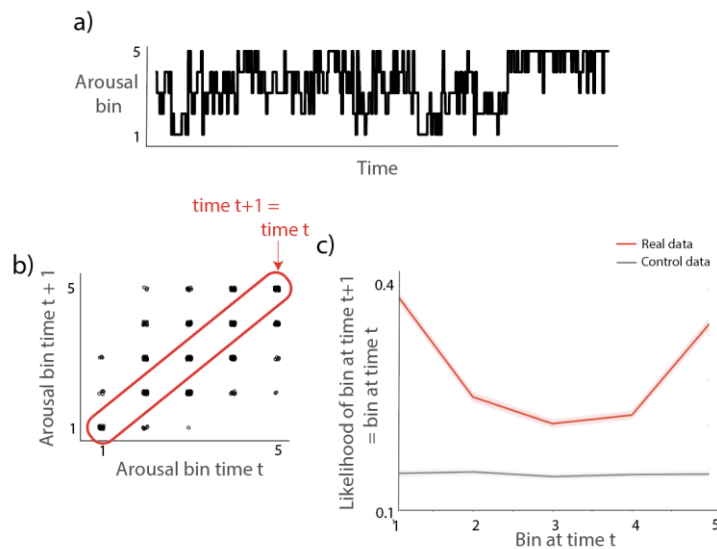 a)
5
Arousal
bin
1
Time
time t+1 =
time t
b)
5
Arousal bin time t + 1
1
1
5
Arousal bin time t
c)
Real data
Control data
0.4
Likelihood of bin at time t+1
= bin at time t
0.1
1
2
3
4
5
Bin at time t